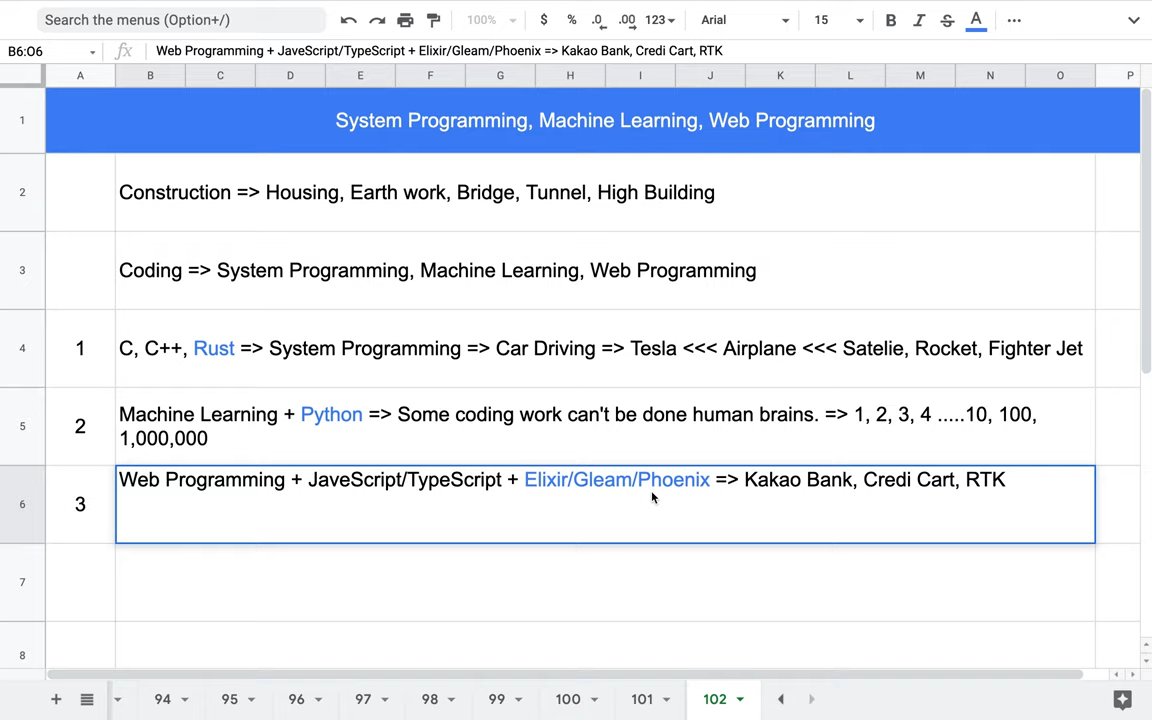 Search the menus (Option+/)
100%
$ % .0 .00 123
Arial
15
B I S A
B6:O6
fx
Web Programming + JaveScript/TypeScript + Elixir/Gleam/Phoenix => Kakao Bank, Credi Cart, RTK
A B C D E F G H I J K L M N O P
1 System Programming, Machine Learning, Web Programming
2 Construction => Housing, Earth work, Bridge, Tunnel, High Building
3 Coding => System Programming, Machine Learning, Web Programming
4 1 C, C++, Rust => System Programming => Car Driving => Tesla <<< Airplane <<< Satelie, Rocket, Fighter Jet
5 2 Machine Learning + Python => Some coding work can't be done human brains. => 1, 2, 3, 4 .....10, 100,
1,000,000
6 3 Web Programming + JaveScript/TypeScript + Elixir/Gleam/Phoenix => Kakao Bank, Credi Cart, RTK
7
8
94 95 96 97 98 99 100 101 102